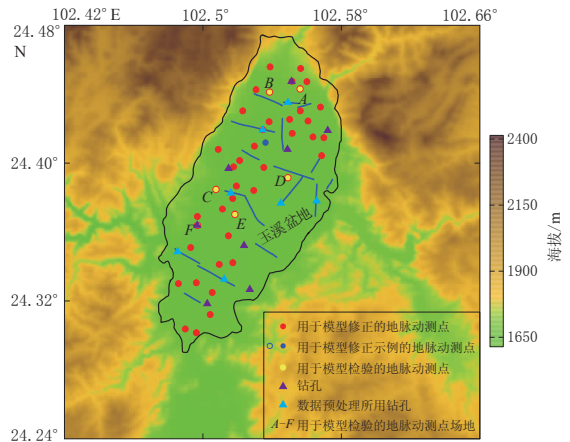 102.42°E 102.5° 102.58° 102.66°
24.48°
N
24.40°
24.32°
24.24°
B
A
D
C
E
F
玉溪盆地
2400
2150
1900
1650
海拔/m
用于模型修正的地脉动测点
用于模型修正示例的地脉动测点
用于模型检验的地脉动测点
钻孔
数据预处理所用钻孔
A-F 用于模型检验的地脉动测点场地